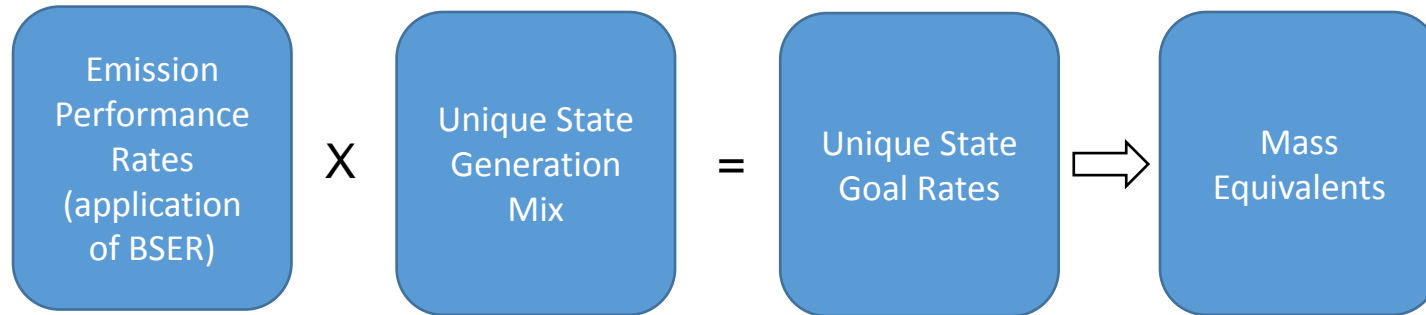 Emission
Performance
Rates
(application
of BSER)
X
Unique State
Generation
Mix
=
Unique State
Goal Rates
Mass
Equivalents